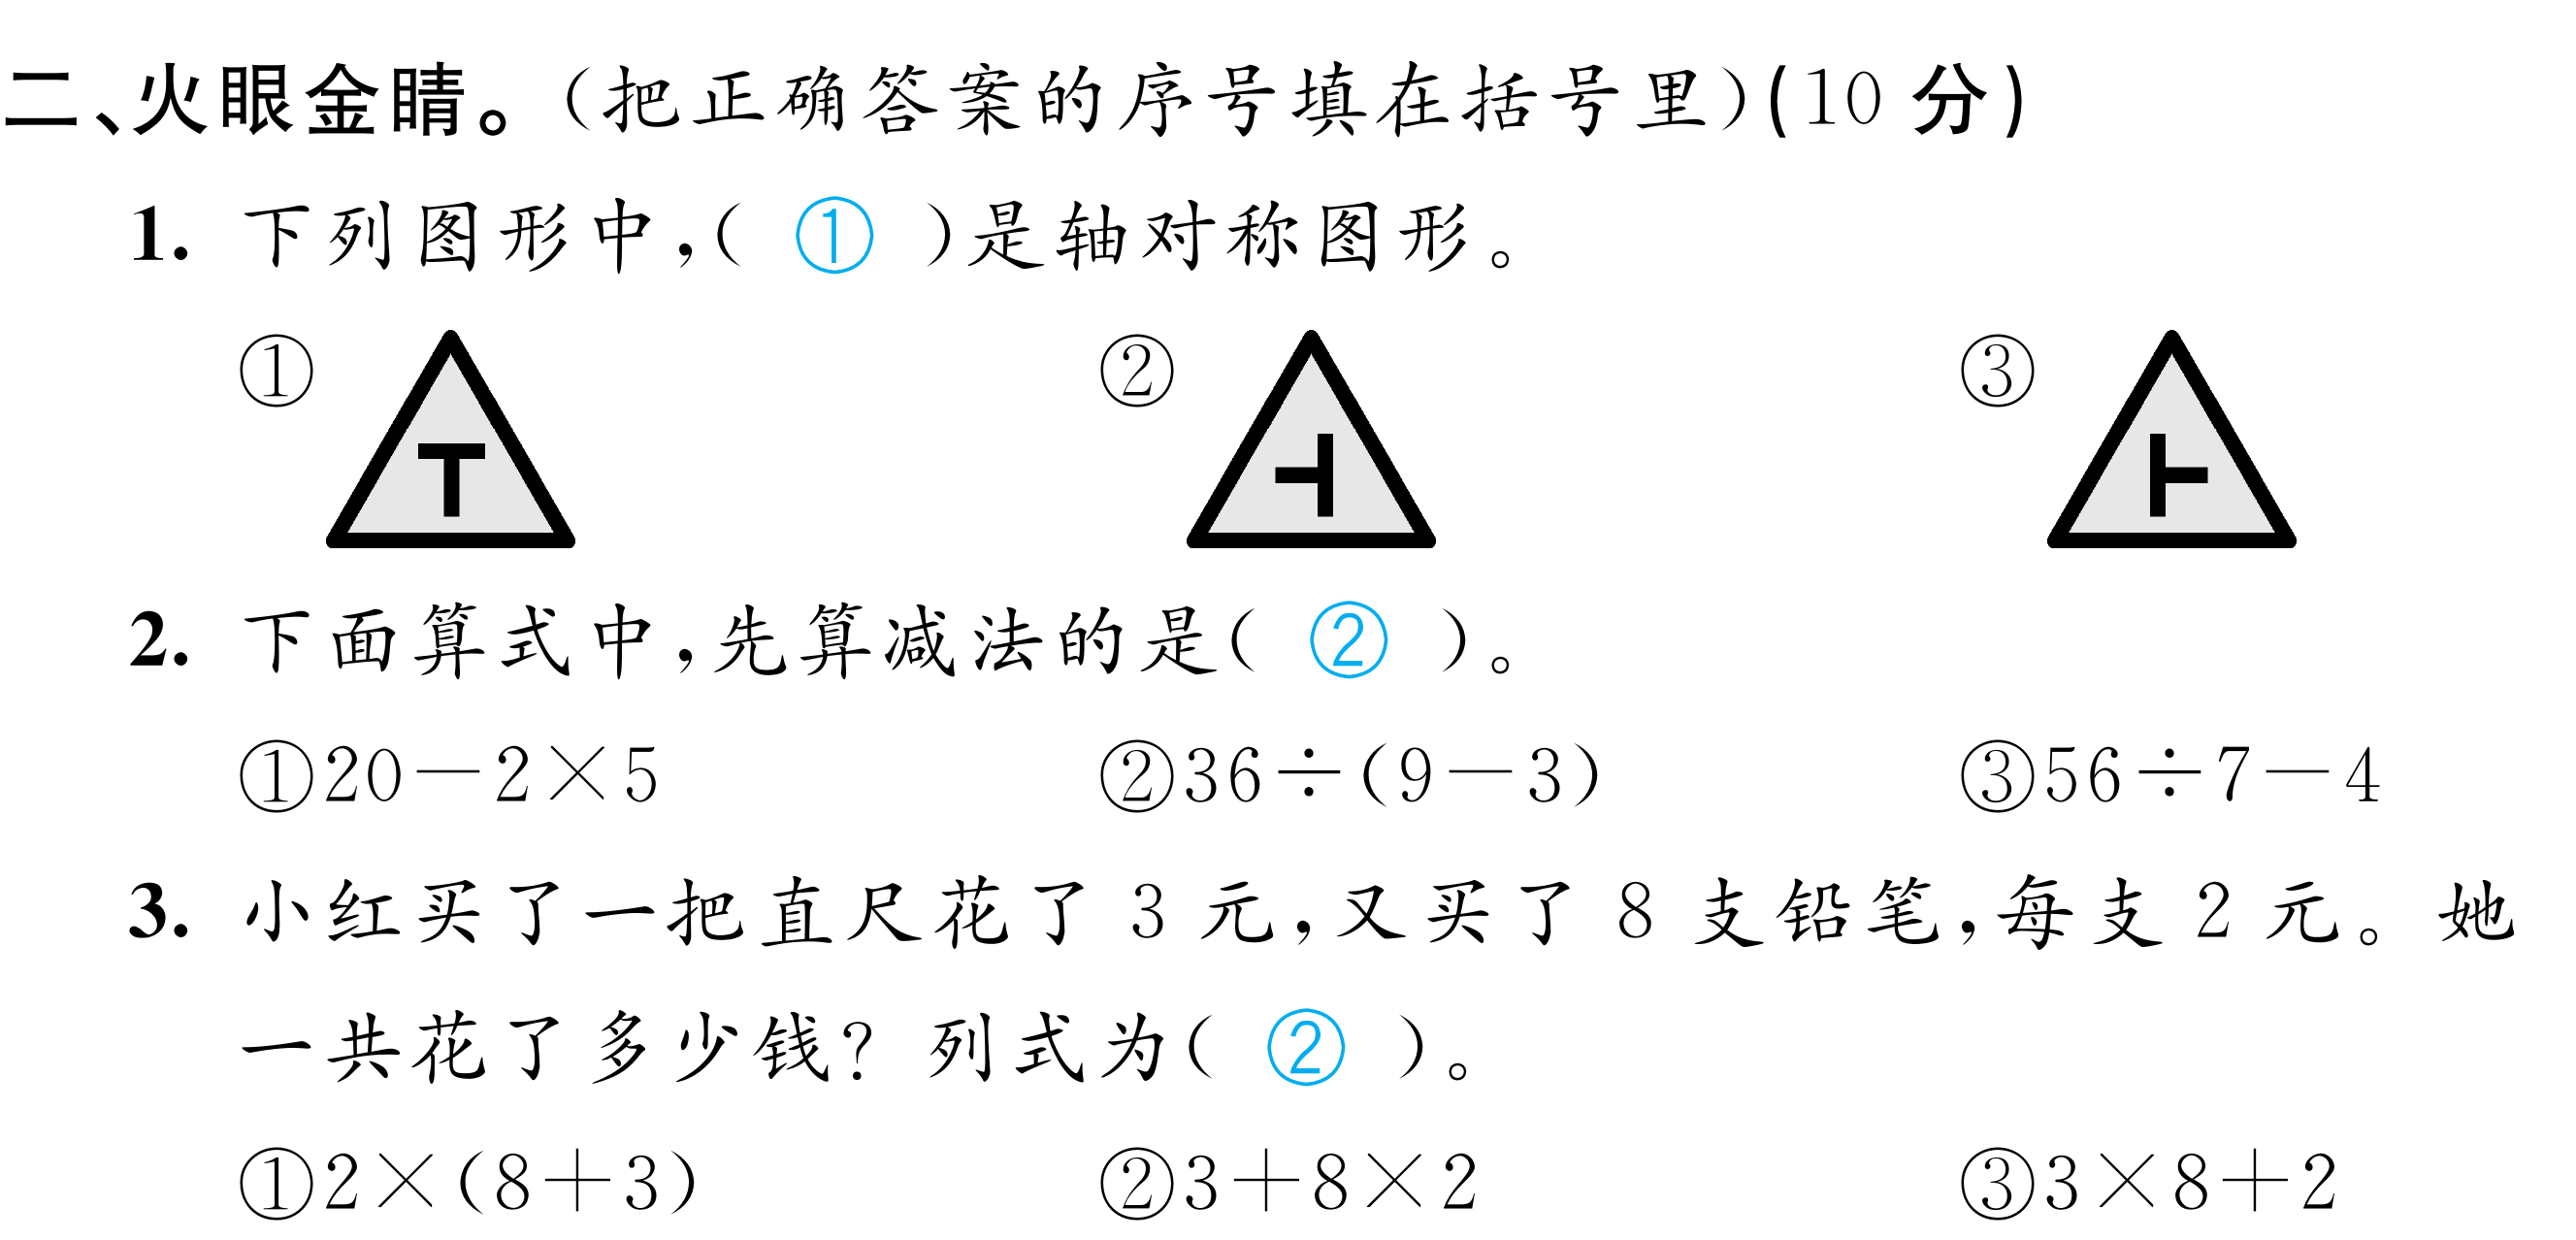 二、火眼金睛。(把正确答案的序号填在括号里)(10 分)
1. 下列图形中,( ① )是轴对称图形。
① ② ③
2. 下面算式中,先算减法的是( ② )。
①20-2×5 ②36÷(9-3) ③56÷7-4
3. 小红买了一把直尺花了 3 元,又买了 8 支铅笔,每支 2 元。她
一共花了多少钱? 列式为( ② )。
①2×(8+3) ②3+8×2 ③3×8+2